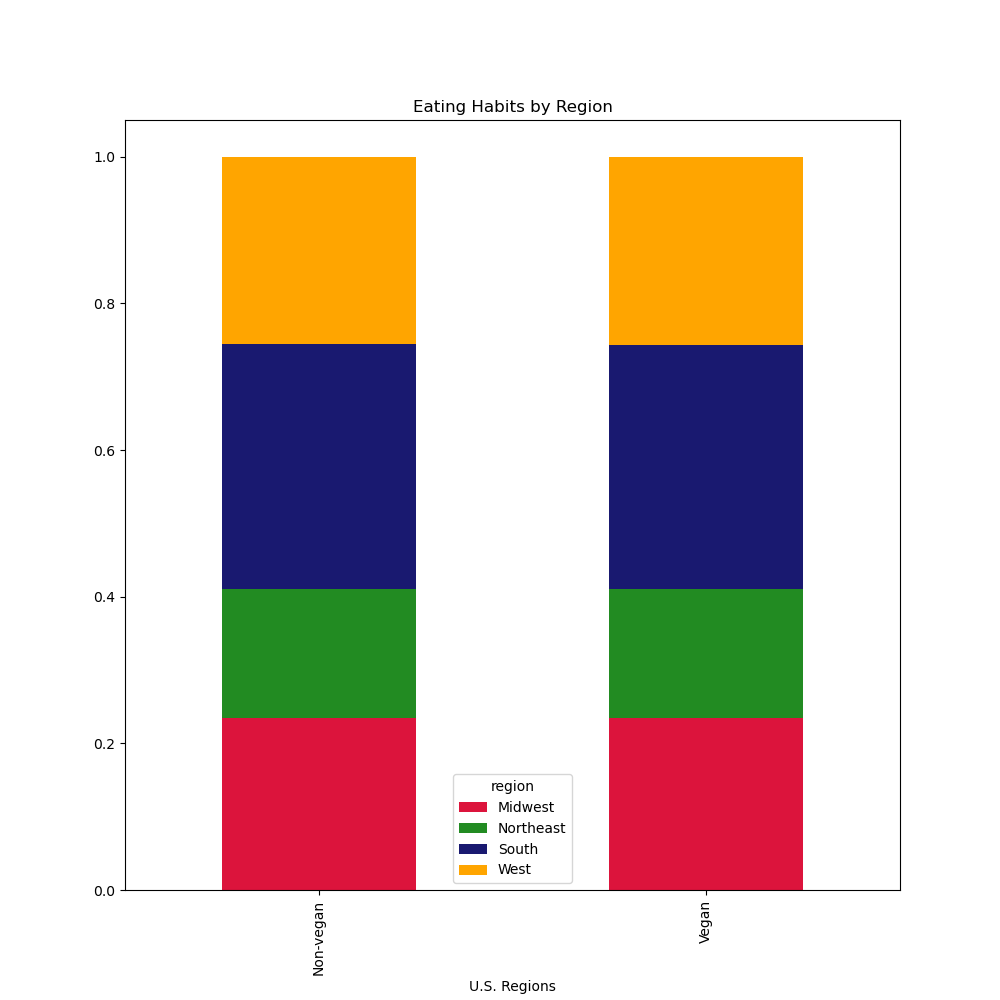 Eating Habits by Region
1.0
0.8
0.6
0.4
0.2
0.0
region
Midwest
Northeast
South
West
Non-vegan
Vegan
U.S. Regions